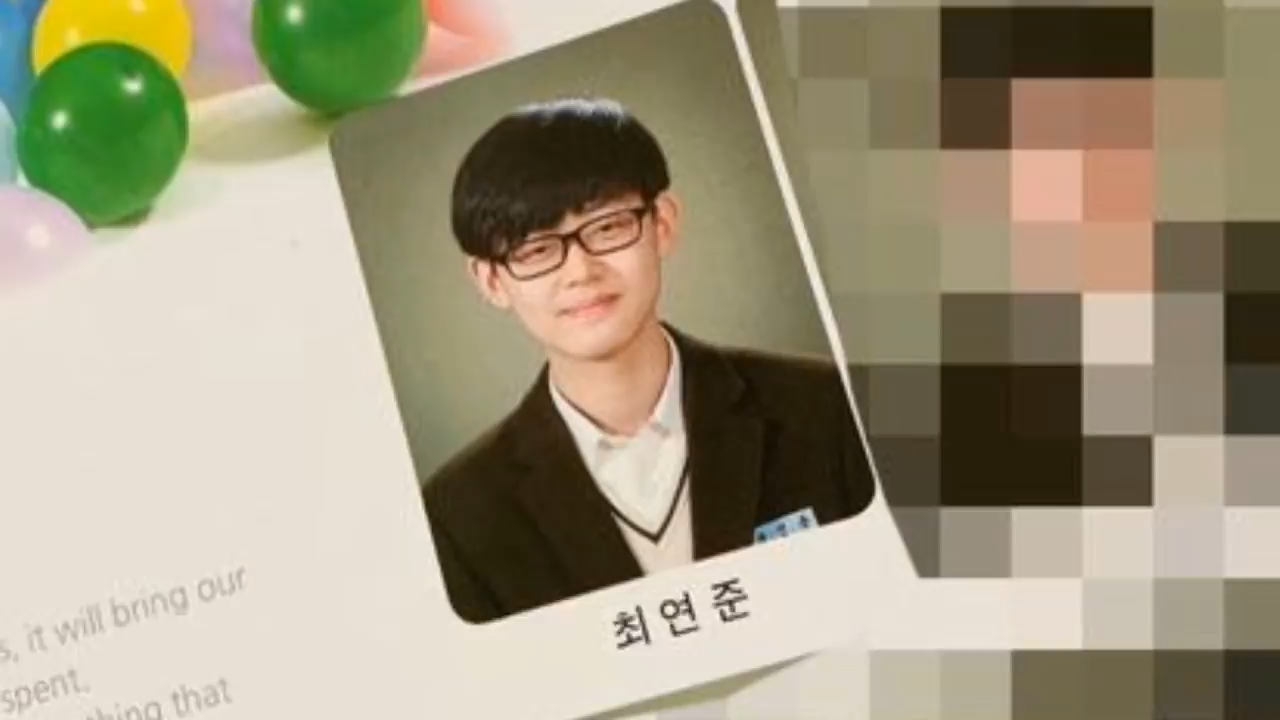 s, it will bring our
spent.
thing that
최연준